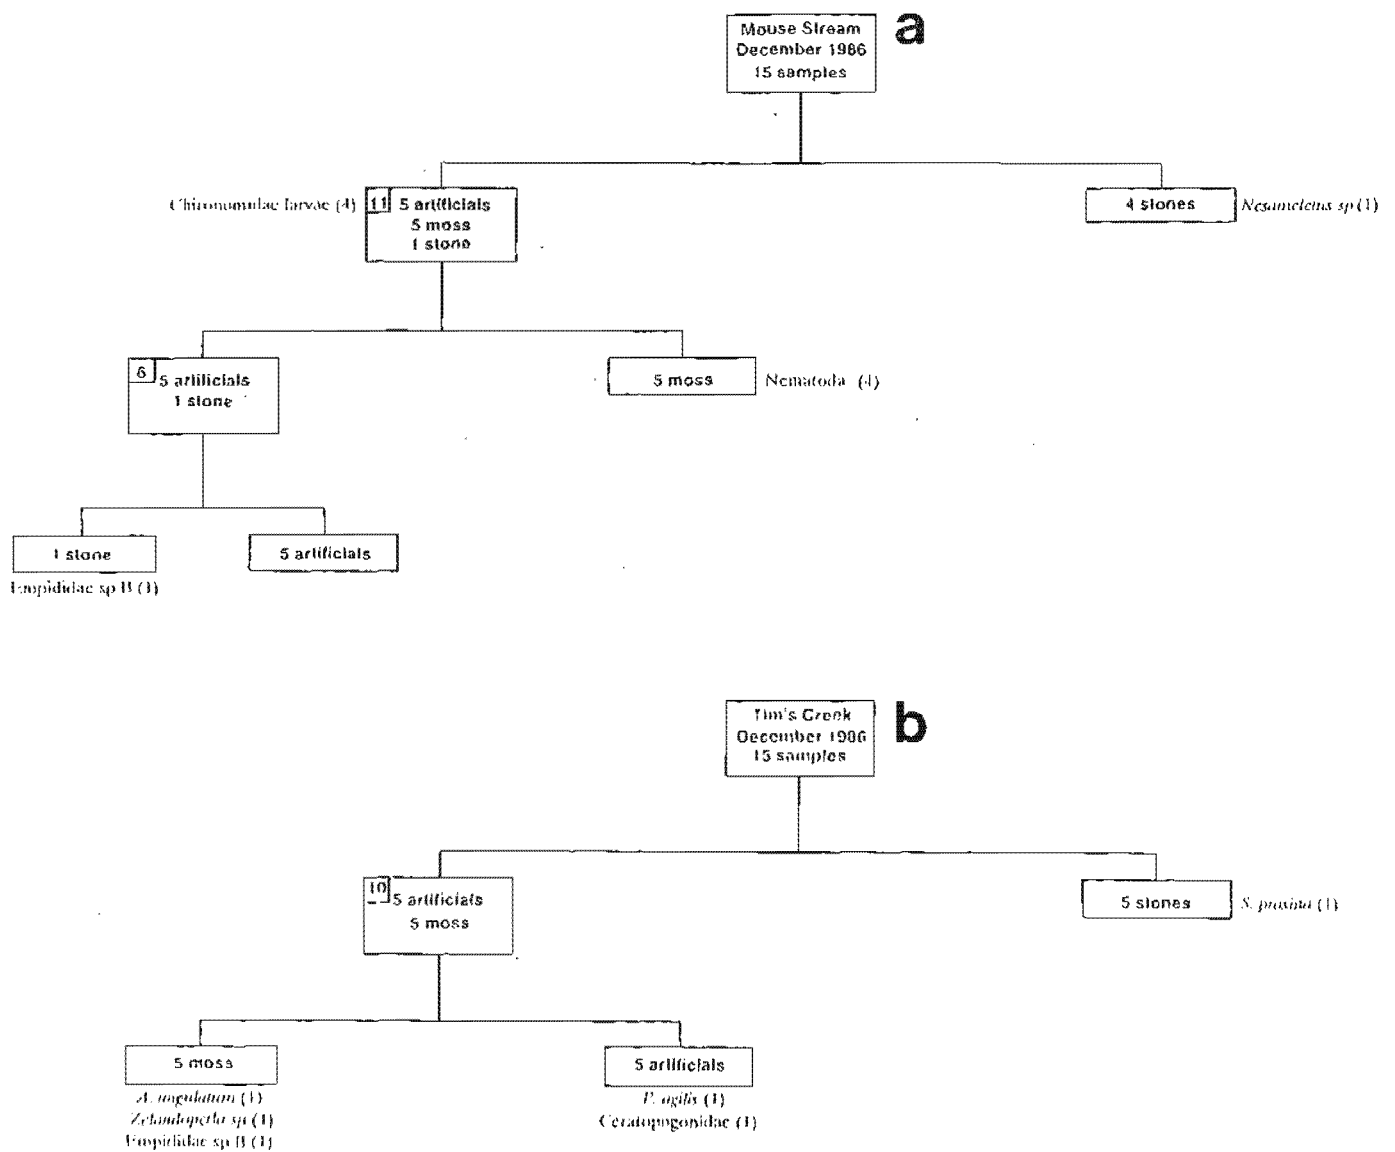 a
Mouse Stream
December 1986
15 samples
Chironomidae larvae (4)
11
5 artificials
5 moss
1 stone
4 stones
Nesameletus sp (1)
6
5 artificials
1 stone
5 moss
Nematoda (4)
1 stone
5 artificials
Empididae sp B (1)
b
Tim's Creek
December 1986
15 samples
10
5 artificials
5 moss
5 stones
S. (1)
5 moss
5 artificials
A. angulatum (1)
Zelandoperla sp (1)
Empididae sp B (1)
P. agilis (1)
Ceratopogonidae (1)